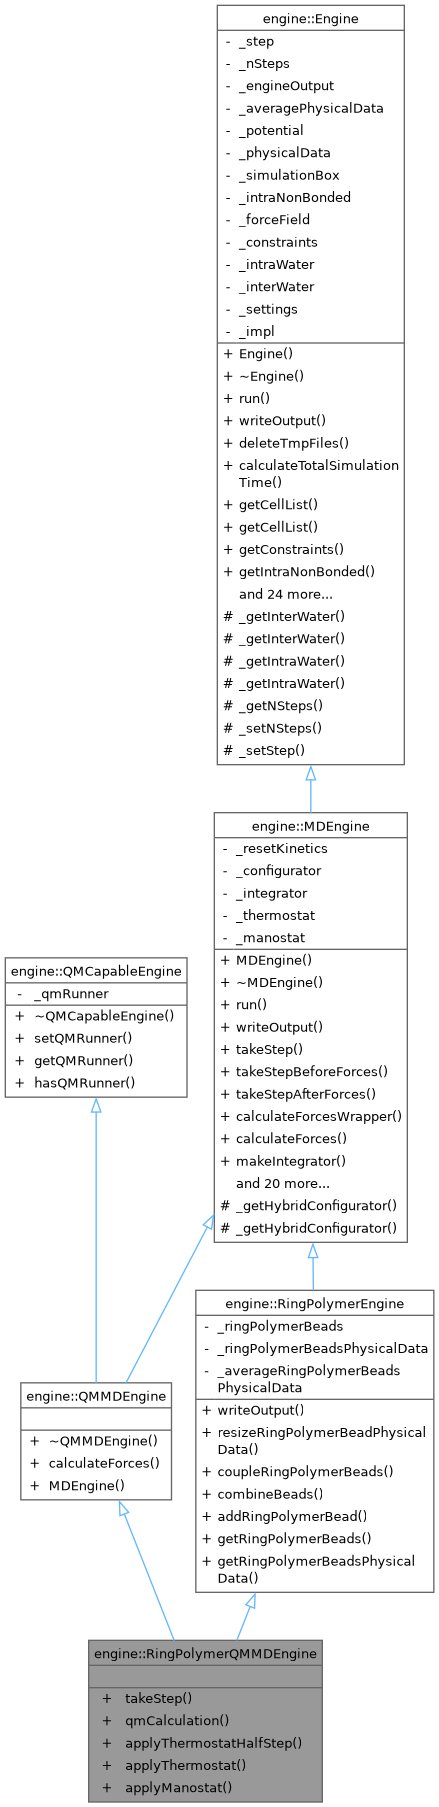 engine::Engine
- _step
- _nSteps
- _engineOutput
- _averagePhysicalData
- _potential
- _physicalData
- _simulationBox
- _intraNonBonded
- _forceField
- _constraints
- _intraWater
- _interWater
- _settings
- _impl
+ Engine()
+ ~Engine()
+ run()
+ writeOutput()
+ deleteTmpFiles()
+ calculateTotalSimulation
Time()
+ getCellList()
+ getCellList()
+ getConstraints()
+ getIntraNonBonded()
and 24 more...
# _getInterWater()
# _getInterWater()
# _getIntraWater()
# _getIntraWater()
# _getNSteps()
# _setNSteps()
# _setStep()
engine::MDEngine
- _resetKinetics
- _configurator
- _integrator
- _thermostat
- _manostat
+ MDEngine()
+ ~MDEngine()
+ run()
+ writeOutput()
+ takeStep()
+ takeStepBeforeForces()
+ takeStepAfterForces()
+ calculateForcesWrapper()
+ calculateForces()
+ makeIntegrator()
and 20 more...
# _getHybridConfigurator()
# _getHybridConfigurator()
engine::QMCapableEngine
- _qmRunner
+ ~QMCapableEngine()
+ setQMRunner()
+ getQMRunner()
+ hasQMRunner()
engine::RingPolymerEngine
- _ringPolymerBeads
- _ringPolymerBeadsPhysicalData
- _averageRingPolymerBeads
PhysicalData
+ writeOutput()
+ resizeRingPolymerBeadPhysical
Data()
+ coupleRingPolymerBeads()
+ combineBeads()
+ addRingPolymerBead()
+ getRingPolymerBeads()
+ getRingPolymerBeadsPhysical
Data()
engine::QMMDEngine
+ ~QMMDEngine()
+ calculateForces()
+ MDEngine()
engine::RingPolymerQMMDEngine
+ takeStep()
+ qmCalculation()
+ applyThermostatHalfStep()
+ applyThermostat()
+ applyManostat()